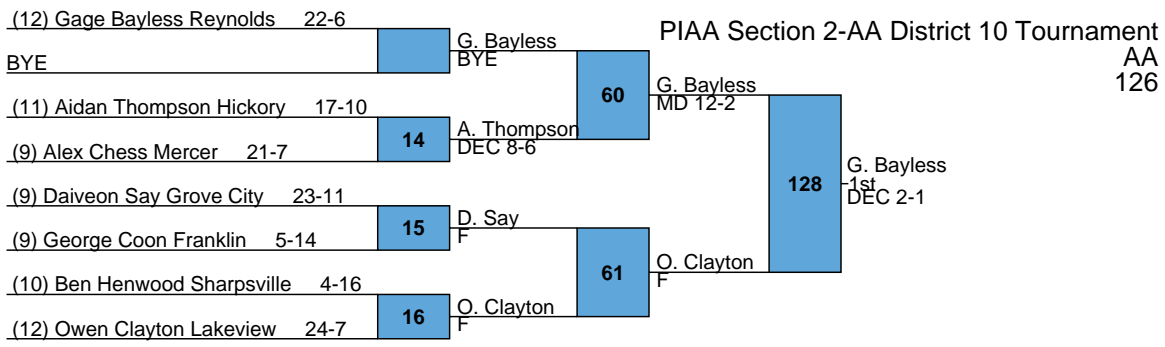 PIAA Section 2-AA District 10 Tournament
AA
126
(12) Gage Bayless Reynolds 22-6
BYE
G. Bayless
BYE
(11) Aidan Thompson Hickory 17-10
14
(9) Alex Chess Mercer 21-7
A. Thompson
DEC 8-6
60
G. Bayless
MD 12-2
(9) Daiveon Say Grove City 23-11
15
(9) George Coon Franklin 5-14
D. Say
F
(10) Ben Henwood Sharpsville 4-16
16
(12) Owen Clayton Lakeview 24-7
O. Clayton
F
61
O. Clayton
F
128
G. Bayless
1st
DEC 2-1